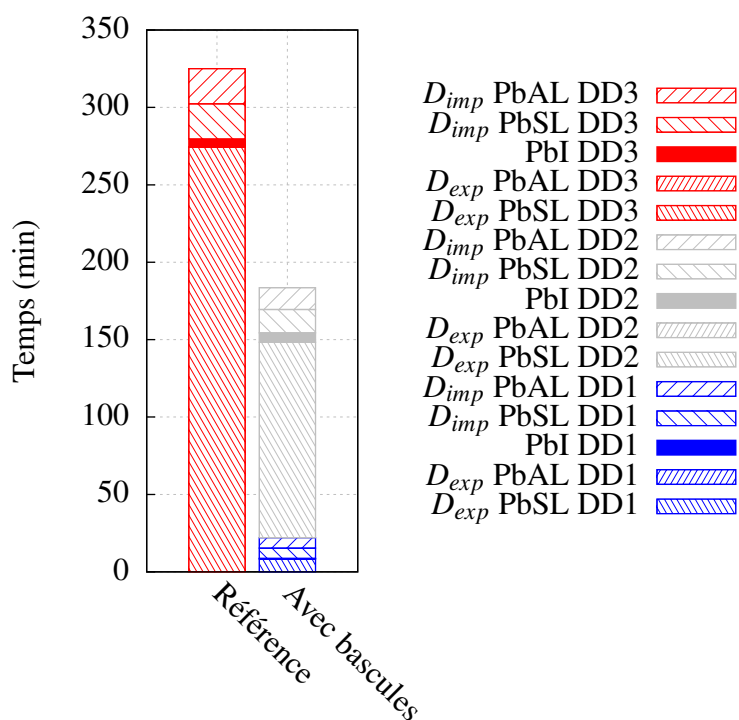 350
300
250
200
150
100
50
0
Temps (min)
Référence
Avec bascules
D_imp PbAL DD3
D_imp PbSL DD3
PbI DD3
D_exp PbAL DD3
D_exp PbSL DD3
D_imp PbAL DD2
D_imp PbSL DD2
PbI DD2
D_exp PbAL DD2
D_exp PbSL DD2
D_imp PbAL DD1
D_imp PbSL DD1
PbI DD1
D_exp PbAL DD1
D_exp PbSL DD1